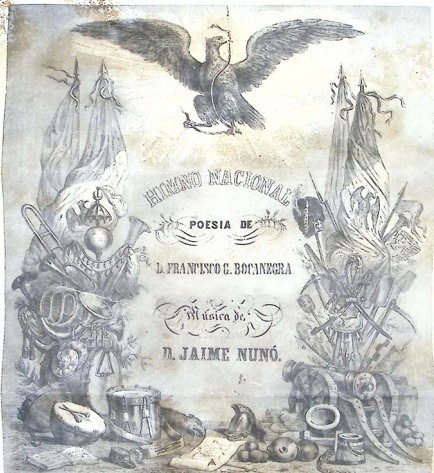 HIMNO NACIONAL
POESIA DE
D. FRANCISCO G. BOCANEGRA
Música de
D. JAIME NUNÓ.